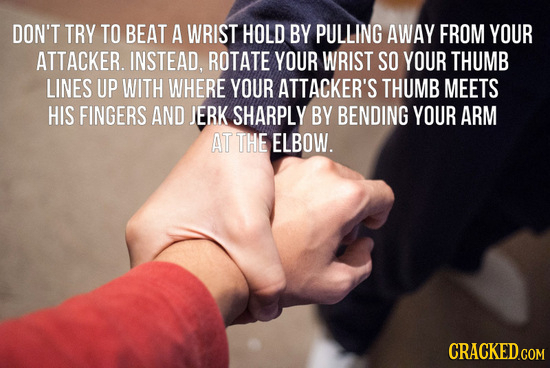 DON'T TRY TO BEAT A WRIST HOLD BY PULLING AWAY FROM YOUR
ATTACKER. INSTEAD, ROTATE YOUR WRIST SO YOUR THUMB
LINES UP WITH WHERE YOUR ATTACKER'S THUMB MEETS
HIS FINGERS AND JERK SHARPLY BY BENDING YOUR ARM
AT THE ELBOW.
CRACKED.COM